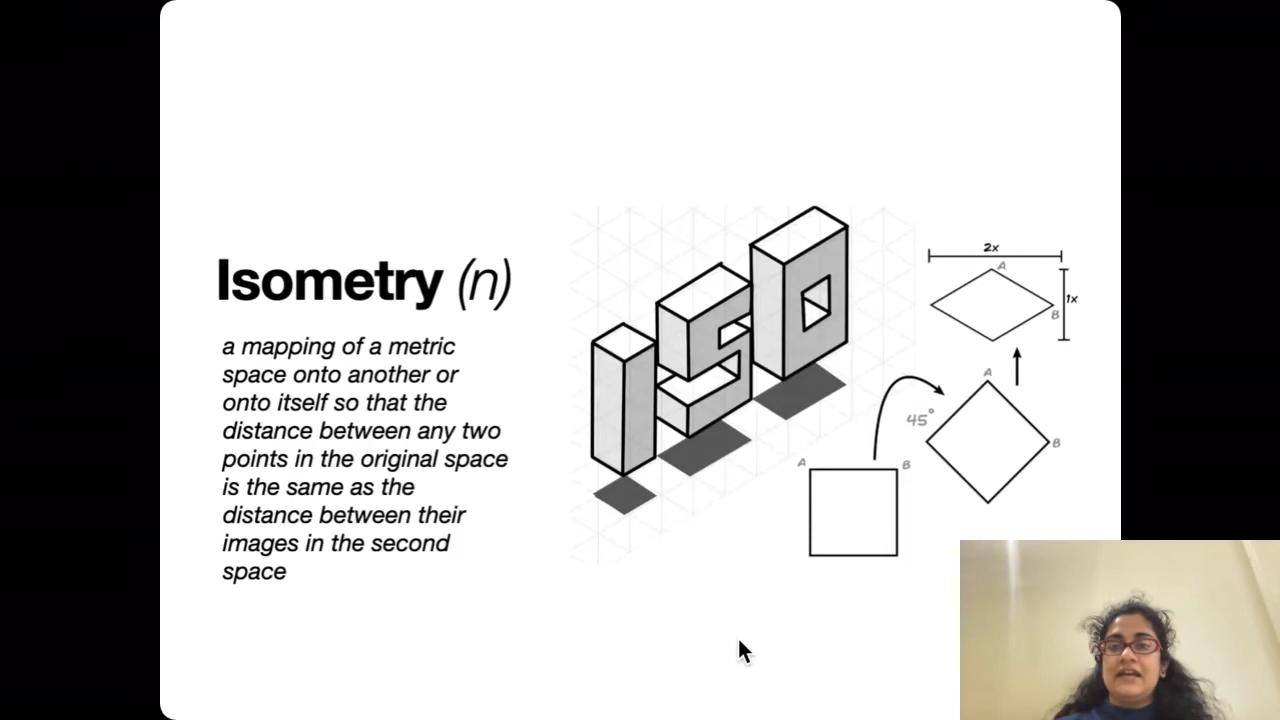 Isometry (n)
a mapping of a metric
space onto another or
onto itself so that the
distance between any two
points in the original space
is the same as the
distance between their
images in the second
space
ISO
2x
A
1x
B
A
45°
B
A
B